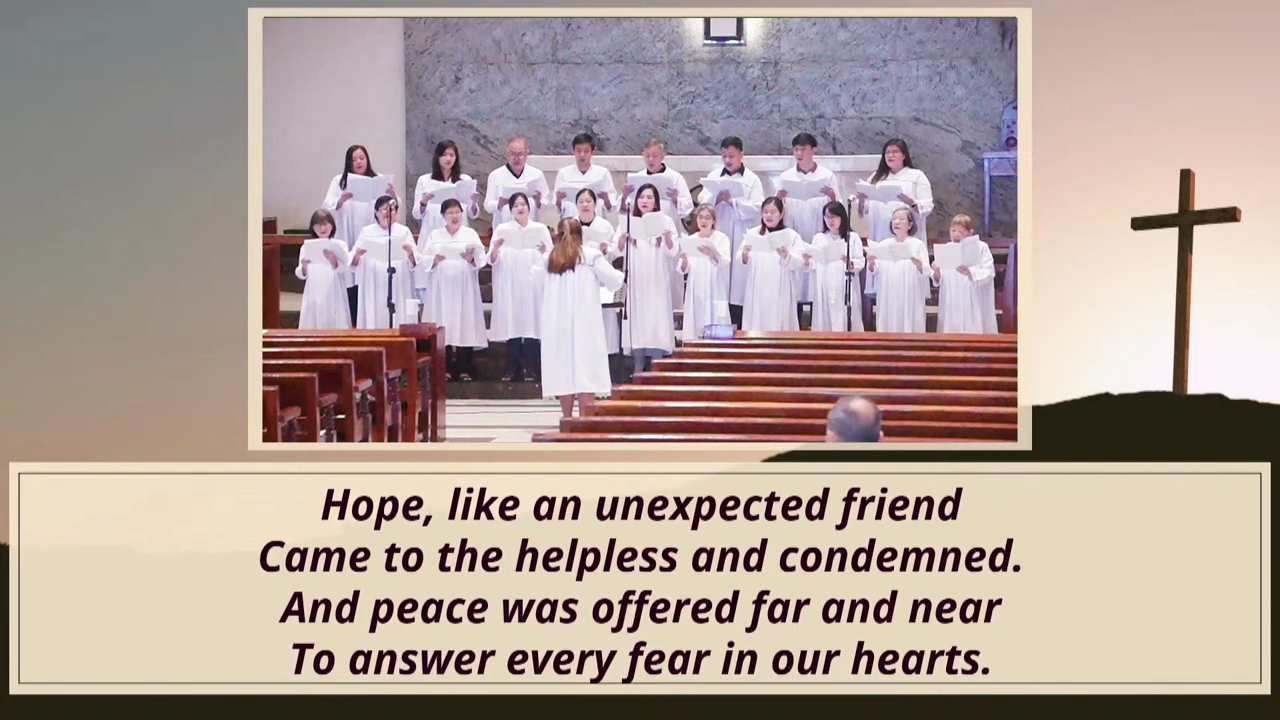 Hope, like an unexpected friend
Came to the helpless and condemned.
And peace was offered far and near
To answer every fear in our hearts.